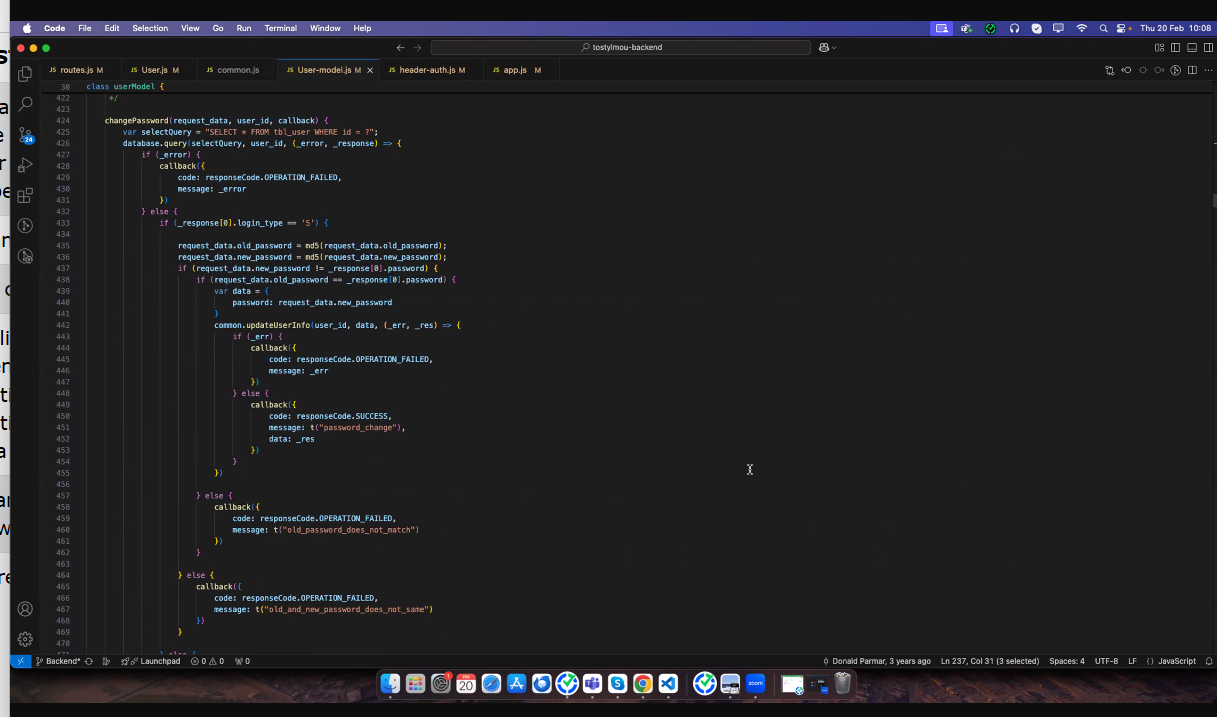 Code File Edit Selection View Go Run Terminal Window Help Thu 20 Feb 10:08
tostyimou-backend
routes.js M User.js M common.js User-model.js M header-auth.js M app.js M
30 class userModel {
422 */
423
424 changePassword(request_data, user_id, callback) {
425 var selectQuery = "SELECT * FROM tbl_user WHERE id = ?";
426 database.query(selectQuery, user_id, (_error, _response) => {
427 if (_error) {
428 callback({
429 code: responseCode.OPERATION_FAILED,
430 message: _error
431 })
432 } else {
433 if (_response[0].login_type == 'S') {
434
435 request_data.old_password = md5(request_data.old_password);
436 request_data.new_password = md5(request_data.new_password);
437 if (request_data.new_password != _response[0].password) {
438 if (request_data.old_password == _response[0].password) {
439 var data = {
440 password: request_data.new_password
441 }
442 common.updateUserInfo(user_id, data, (_err, _res) => {
443 if (_err) {
444 callback({
445 code: responseCode.OPERATION_FAILED,
446 message: _err
447 })
448 } else {
449 callback({
450 code: responseCode.SUCCESS,
451 message: t("password_change"),
452 data: _res
453 })
454 }
455 })
456
457 } else {
458 callback({
459 code: responseCode.OPERATION_FAILED,
460 message: t("old_password_does_not_match")
461 })
462 }
463
464 } else {
465 callback({
466 code: responseCode.OPERATION_FAILED,
467 message: t("old_and_new_password_does_not_same")
468 })
469 }
470
24
Backend* Launchpad 0 0 0 Donald Parmar, 3 years ago Ln 237, Col 31 (3 selected) Spaces: 4 UTF-8 LF {} JavaScript
FEB
20
zoom